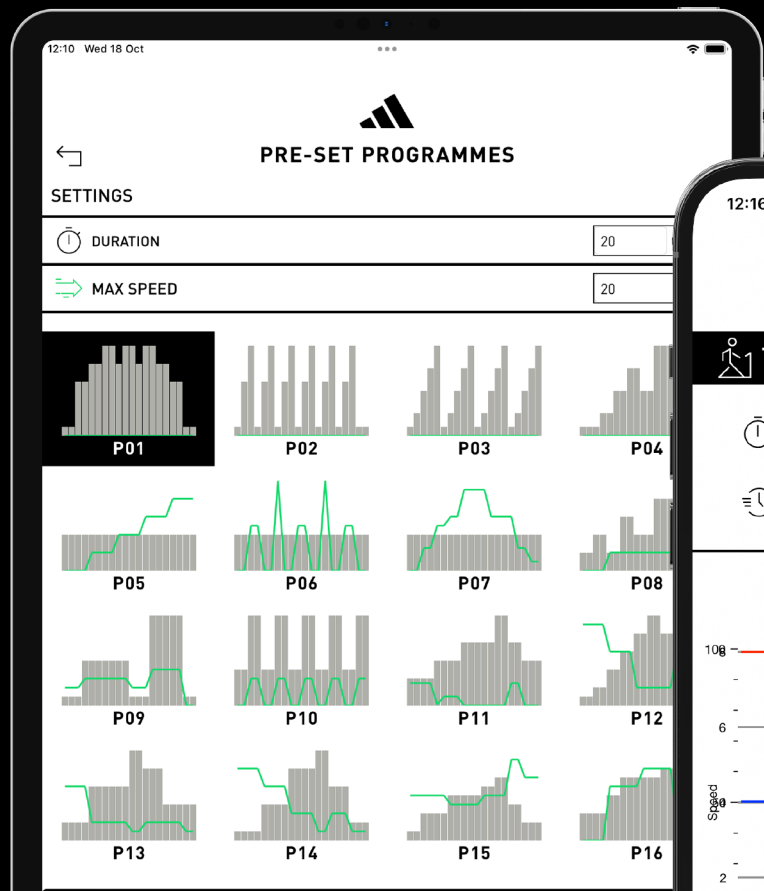 12:10 Wed 18 Oct
PRE-SET PROGRAMMES
SETTINGS
DURATION
20
MAX SPEED
20
P01
P02
P03
P04
P05
P06
P07
P08
P09
P10
P11
P12
P13
P14
P15
P16
12:16
6
Speed
2